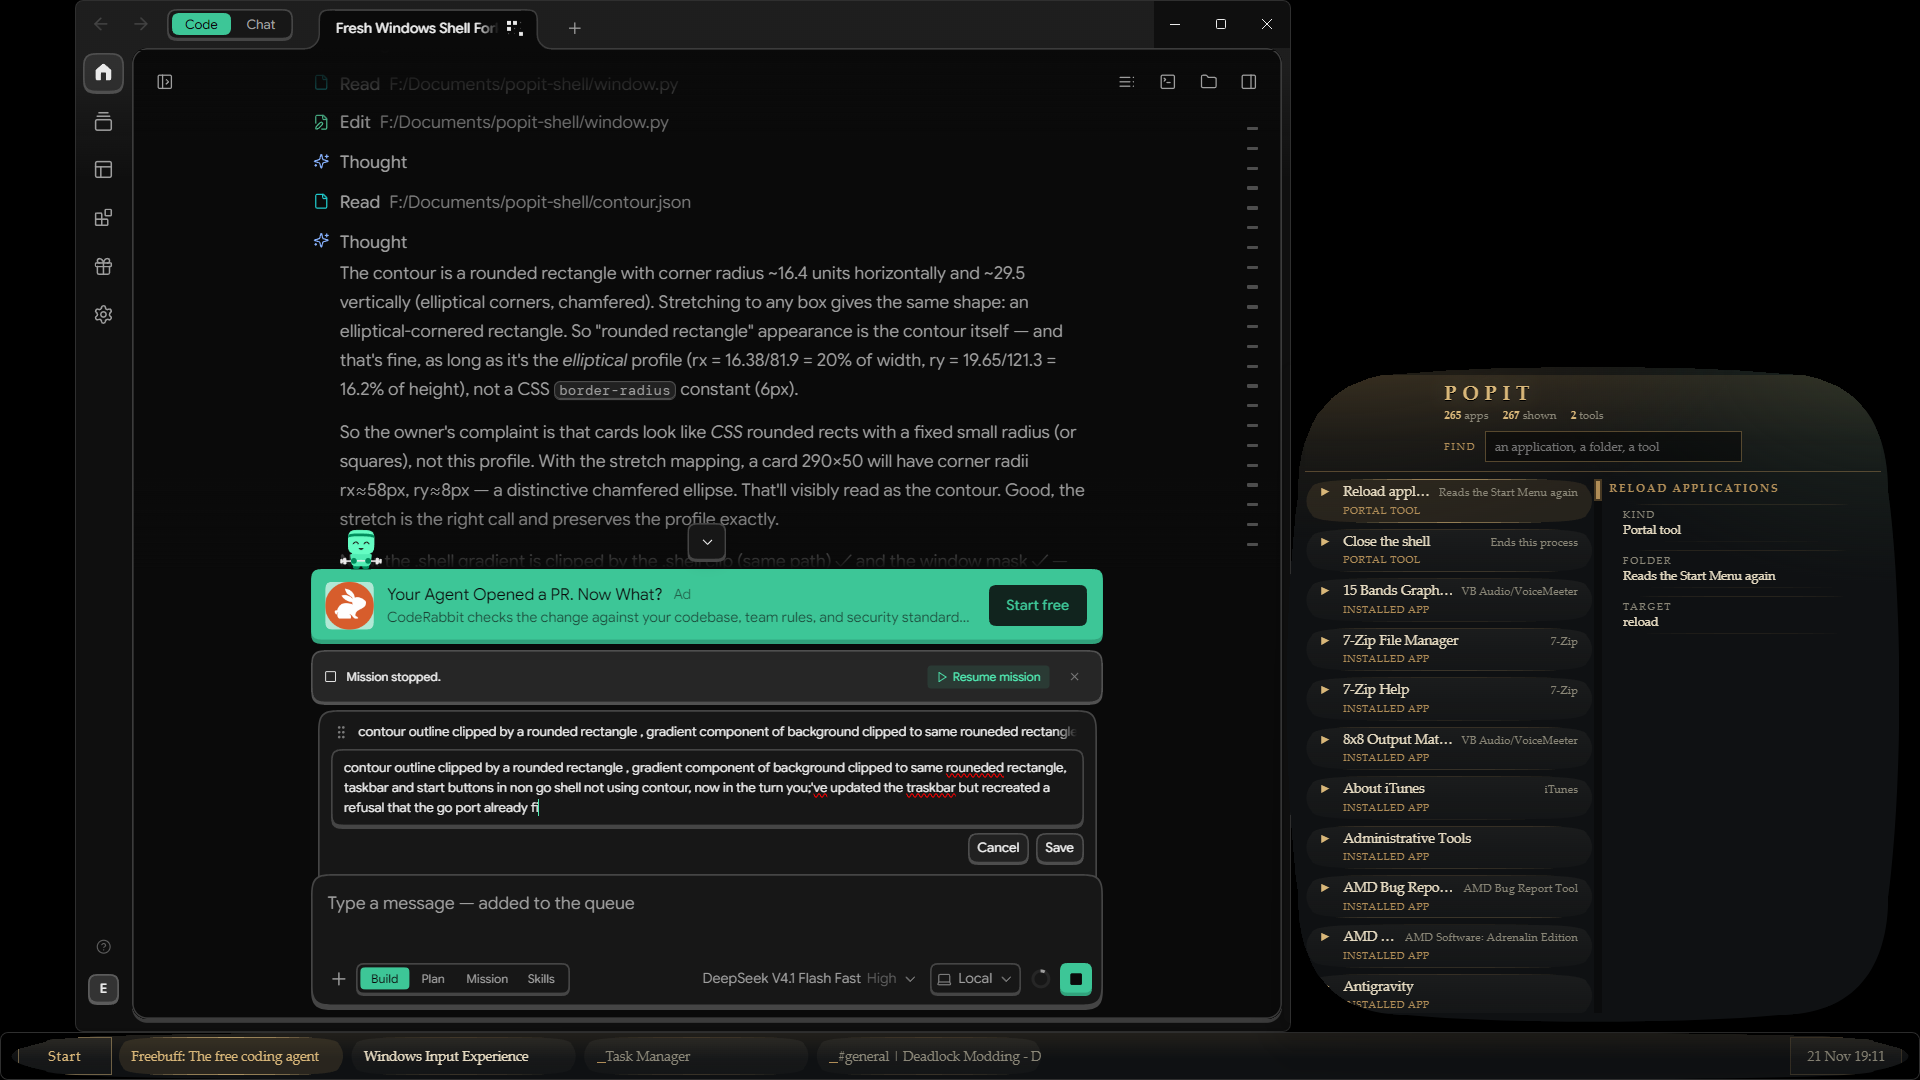 Code
Chat
Fresh Windows Shell For
Read F:/Documents/popit-shell/window.py
Edit F:/Documents/popit-shell/window.py
Thought
Read F:/Documents/popit-shell/contour.json
Thought
The contour is a rounded rectangle with corner radius ~16.4 units horizontally and ~29.5
vertically (elliptical corners, chamfered). Stretching to any box gives the same shape: an
elliptical-cornered rectangle. So "rounded rectangle" appearance is the contour itself — and
that's fine, as long as it's the elliptical profile (rx = 16.38/81.9 = 20% of width, ry = 19.65/121.3 =
16.2% of height), not a CSS border-radius constant (6px).
So the owner's complaint is that cards look like CSS rounded rects with a fixed small radius (or
squares), not this profile. With the stretch mapping, a card 290×50 will have corner radii
rx≈58px, ry≈8px — a distinctive chamfered ellipse. That'll visibly read as the contour. Good, the
stretch is the right call and preserves the profile exactly.
the .shell gradient is clipped by the (same path) ✓ and the window mask ✓ —
Your Agent Opened a PR. Now What? Ad
CodeRabbit checks the change against your codebase, team rules, and security standard...
Start free
Mission stopped.
Resume mission
contour outline clipped by a rounded rectangle , gradient component of background clipped to same rouneded rectangle
contour outline clipped by a rounded rectangle , gradient component of background clipped to same rouneded rectangle,
taskbar and start buttons in non go shell not using contour, now in the turn you;'ve updated the traskbar but recreated a
refusal that the go port already fi
Cancel
Save
Type a message — added to the queue
Build
Plan
Mission
Skills
DeepSeek V4.1 Flash Fast High
Local
E
POPIT
265 apps 267 shown 2 tools
FIND an application, a folder, a tool
Reload appl... Reads the Start Menu again
PORTAL TOOL
Close the shell Ends this process
PORTAL TOOL
15 Bands Graph... VB Audio/VoiceMeeter
INSTALLED APP
7-Zip File Manager 7-Zip
INSTALLED APP
7-Zip Help 7-Zip
INSTALLED APP
8x8 Output Mat... VB Audio/VoiceMeeter
INSTALLED APP
About iTunes iTunes
INSTALLED APP
Administrative Tools
INSTALLED APP
AMD Bug Repo... AMD Bug Report Tool
INSTALLED APP
AMD ... AMD Software: Adrenalin Edition
INSTALLED APP
Antigravity
INSTALLED APP
RELOAD APPLICATIONS
KIND
Portal tool
FOLDER
Reads the Start Menu again
TARGET
reload
Start
Freebuff: The free coding agent
Windows Input Experience
_Task Manager
_#general | Deadlock Modding - D
21 Nov 19:11